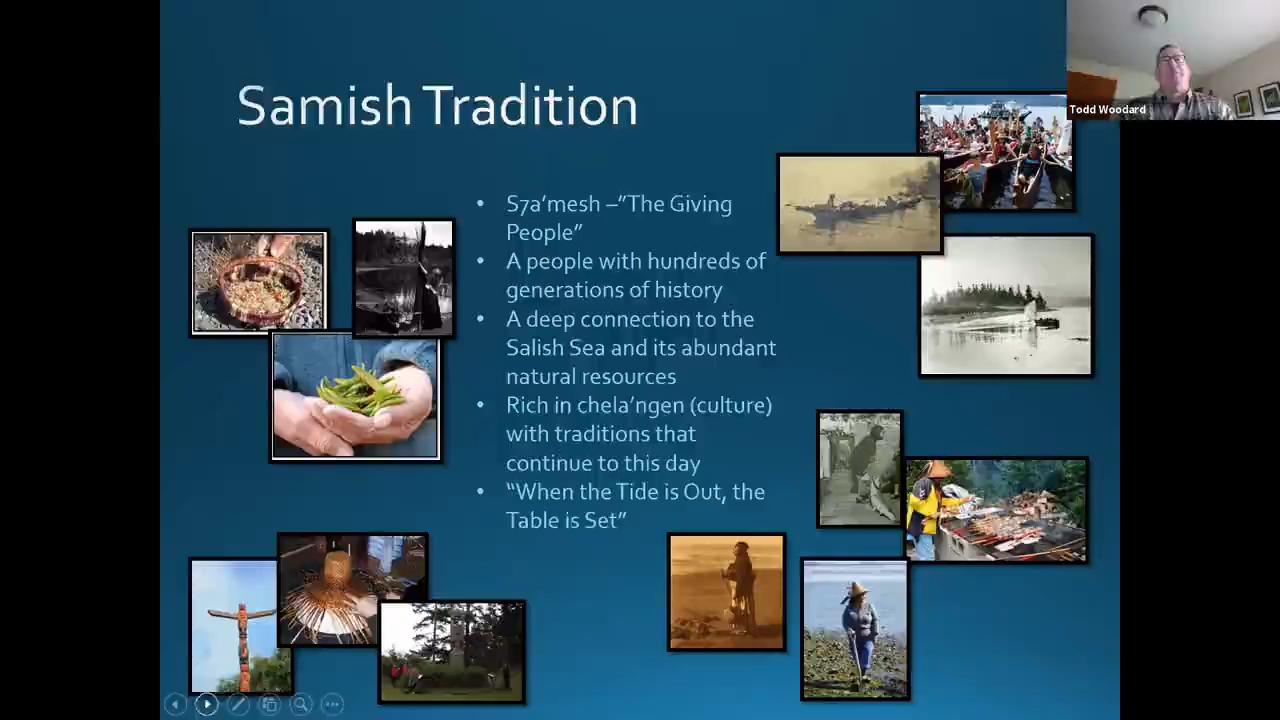 Samish Tradition
Todd Woodard
• S7a’mesh –”The Giving
People”
• A people with hundreds of
generations of history
• A deep connection to the
Salish Sea and its abundant
natural resources
• Rich in chela’ngen (culture)
with traditions that
continue to this day
• “When the Tide is Out, the
Table is Set”